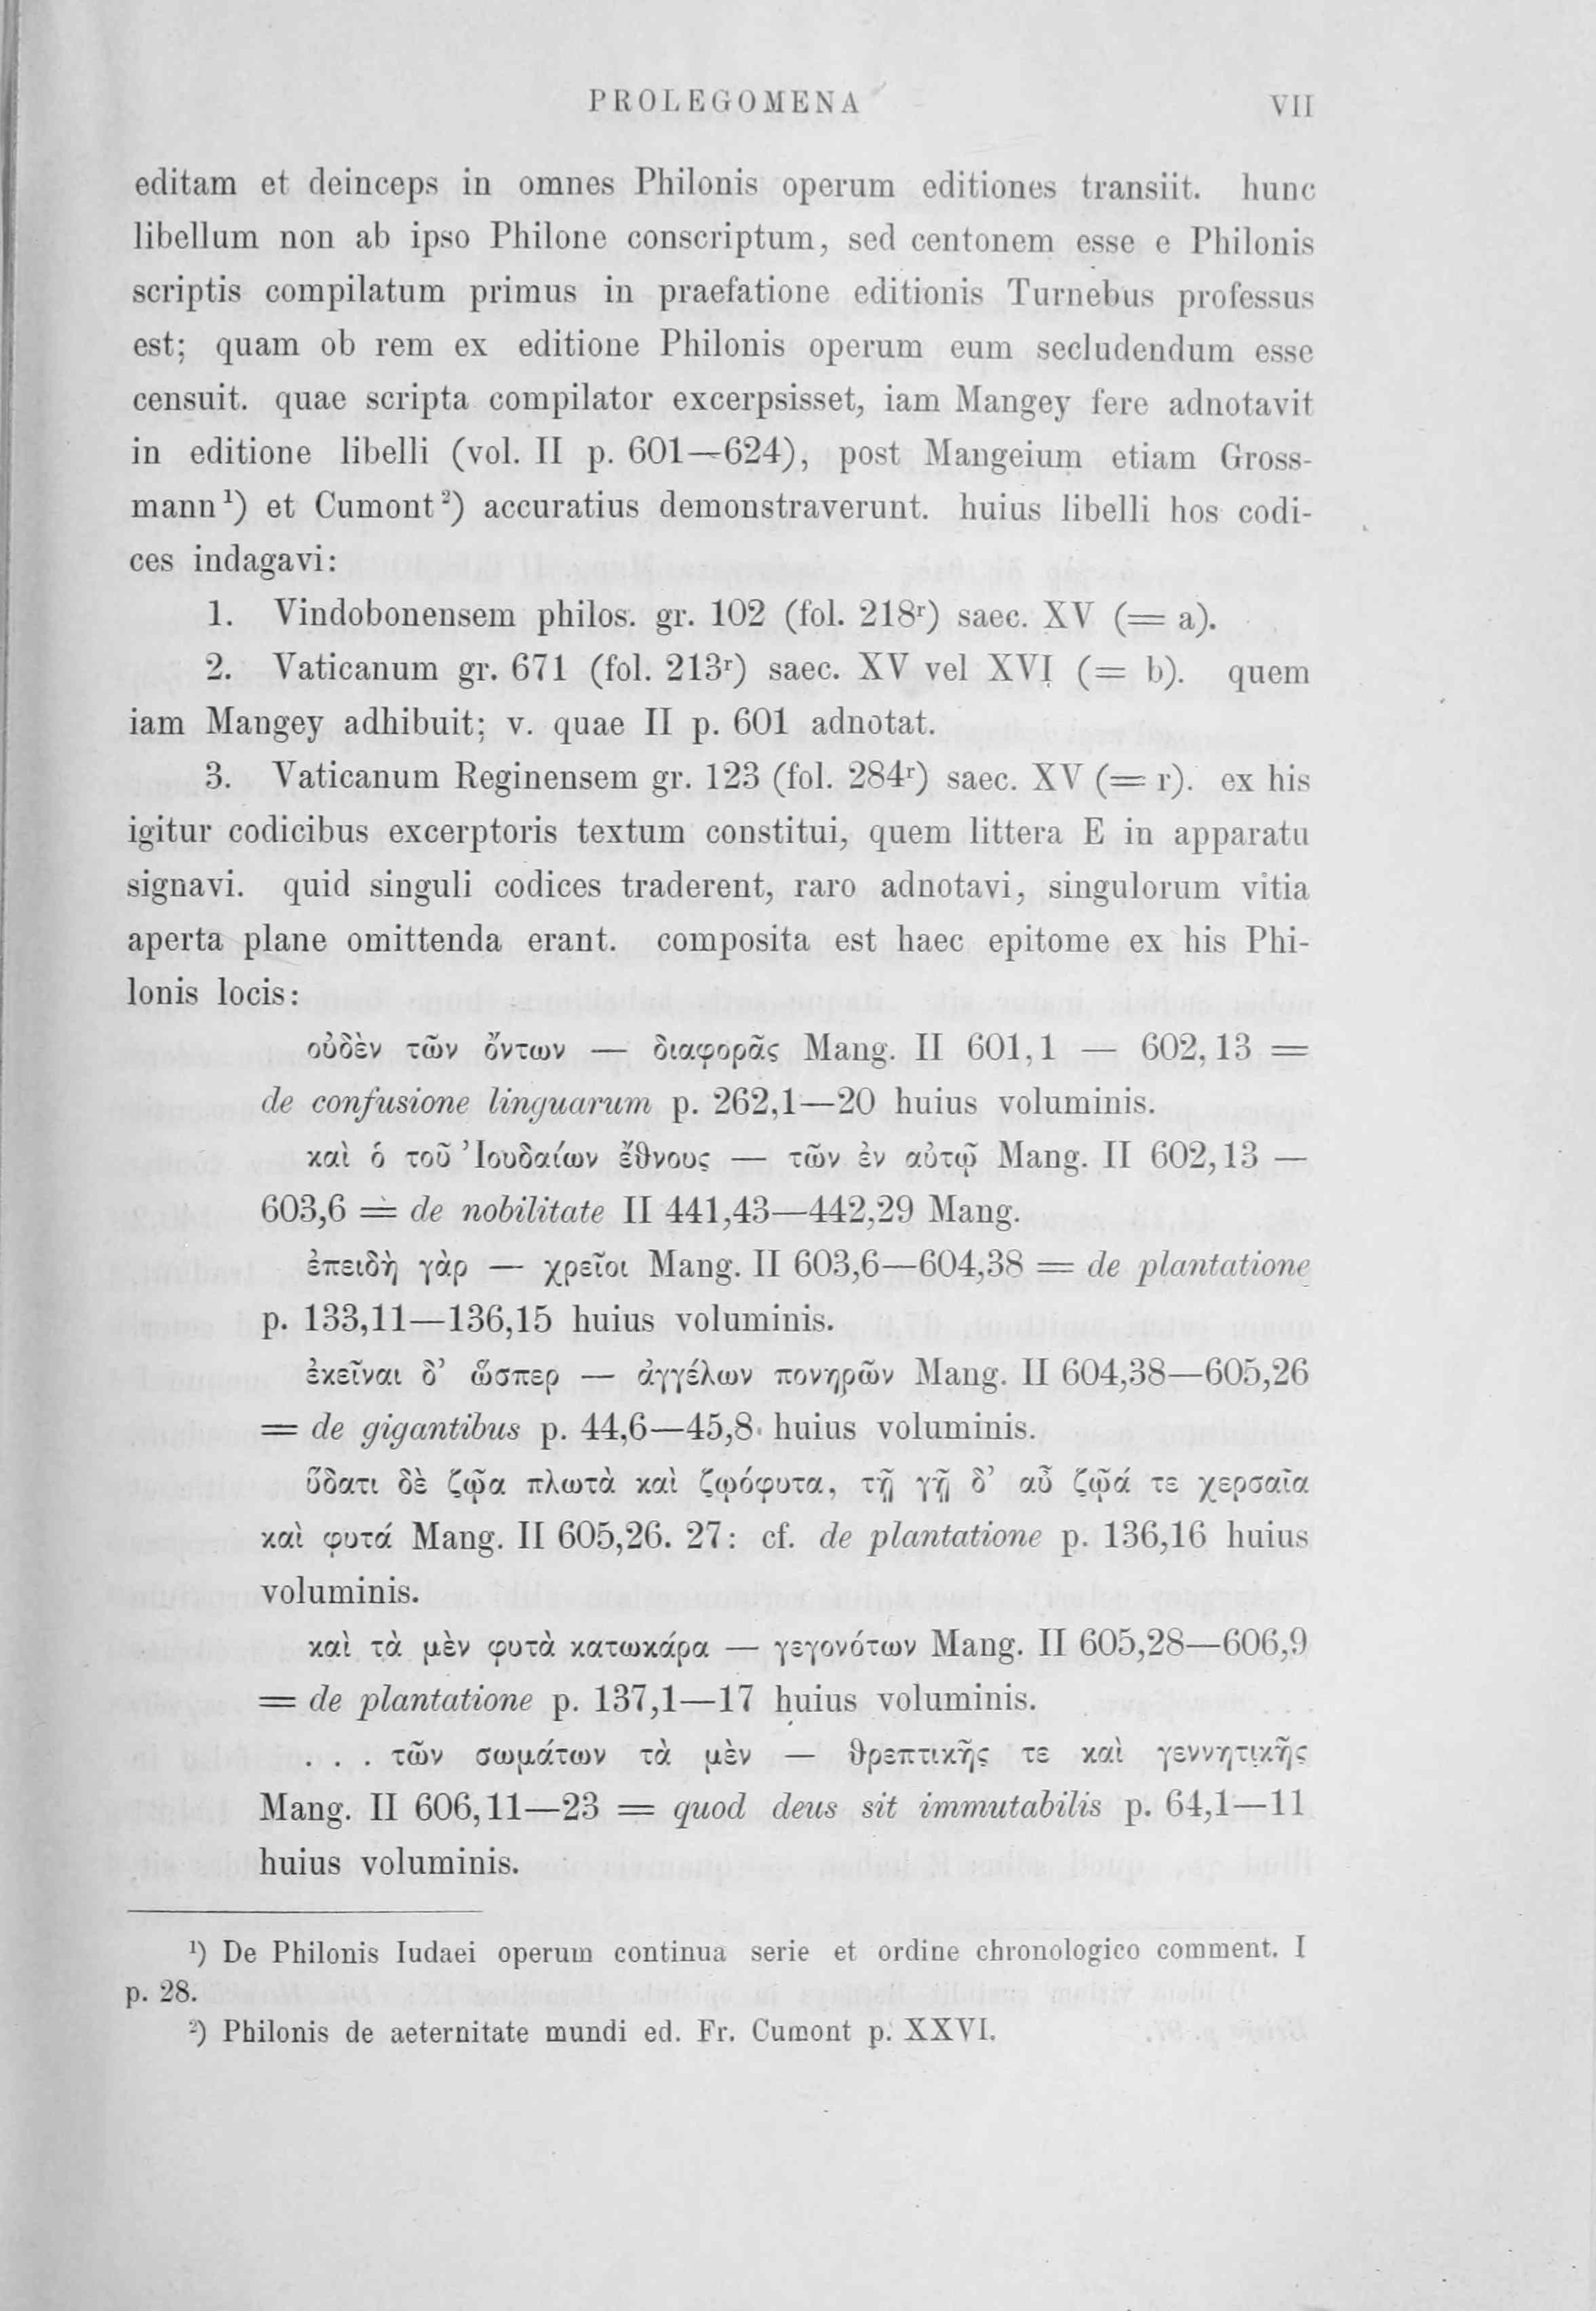 PROLEGOMENA VII
editam et deinceps in omnes Philonis operum editiones transiit. hunc
libellum non ab ipso Philone conscriptum, sed centonem esse e Philonis
scriptis compilatum primus in praefatione editionis Turnebus professus
est; quam ob rem ex editione Philonis operum eum secludendum esse
censuit. quae scripta compilator excerpsisset, iam Mangey fere adnotavit
in editione libelli (vol. II p. 601—624), post Mangeium etiam Gross-
mann¹) et Cumont²) accuratius demonstraverunt. huius libelli hos codi-
ces indagavi:
1. Vindobonensem philos. gr. 102 (fol. 218ʳ) saec. XV (= a).
2. Vaticanum gr. 671 (fol. 213ʳ) saec. XV vel XVI (= b). quem
iam Mangey adhibuit; v. quae II p. 601 adnotat.
3. Vaticanum Reginensem gr. 123 (fol. 284ʳ) saec. XV (= r). ex his
igitur codicibus excerptoris textum constitui, quem littera E in apparatu
signavi. quid singuli codices traderent, raro adnotavi, singulorum vitia
aperta plane omittenda erant. composita est haec epitome ex his Phi-
lonis locis:
οὐδὲν τῶν ὄντων — διαφορᾶς Mang. II 601,1 — 602,13 =
de confusione linguarum p. 262,1—20 huius voluminis.
καὶ ὁ τοῦ Ἰουδαίων ἔθνους — τῶν ἐν αὐτῷ Mang. II 602,13 —
603,6 = de nobilitate II 441,43—442,29 Mang.
ἐπειδὴ γὰρ — χρεῖοι Mang. II 603,6—604,38 = de plantatione
p. 133,11—136,15 huius voluminis.
ἐκεῖναι δ’ ὥσπερ — ἀγγέλων πονηρῶν Mang. II 604,38—605,26
= de gigantibus p. 44,6—45,8 huius voluminis.
ὕδατι δὲ ζῷα πλωτὰ καὶ ζῳόφυτα, τῇ γῇ δ’ αὖ ζῷά τε χερσαῖα
καὶ φυτά Mang. II 605,26. 27: cf. de plantatione p. 136,16 huius
voluminis.
καὶ τὰ μὲν φυτὰ κατωκάρα — γεγονότων Mang. II 605,28—606,9
= de plantatione p. 137,1—17 huius voluminis.
. . . τῶν σωμάτων τὰ μὲν — θρεπτικῆς τε καὶ γεννητικῆς
Mang. II 606,11—23 = quod deus sit immutabilis p. 64,1—11
huius voluminis.
¹) De Philonis Iudaei operum continua serie et ordine chronologico comment. I
p. 28.
²) Philonis de aeternitate mundi ed. Fr. Cumont p. XXVI.